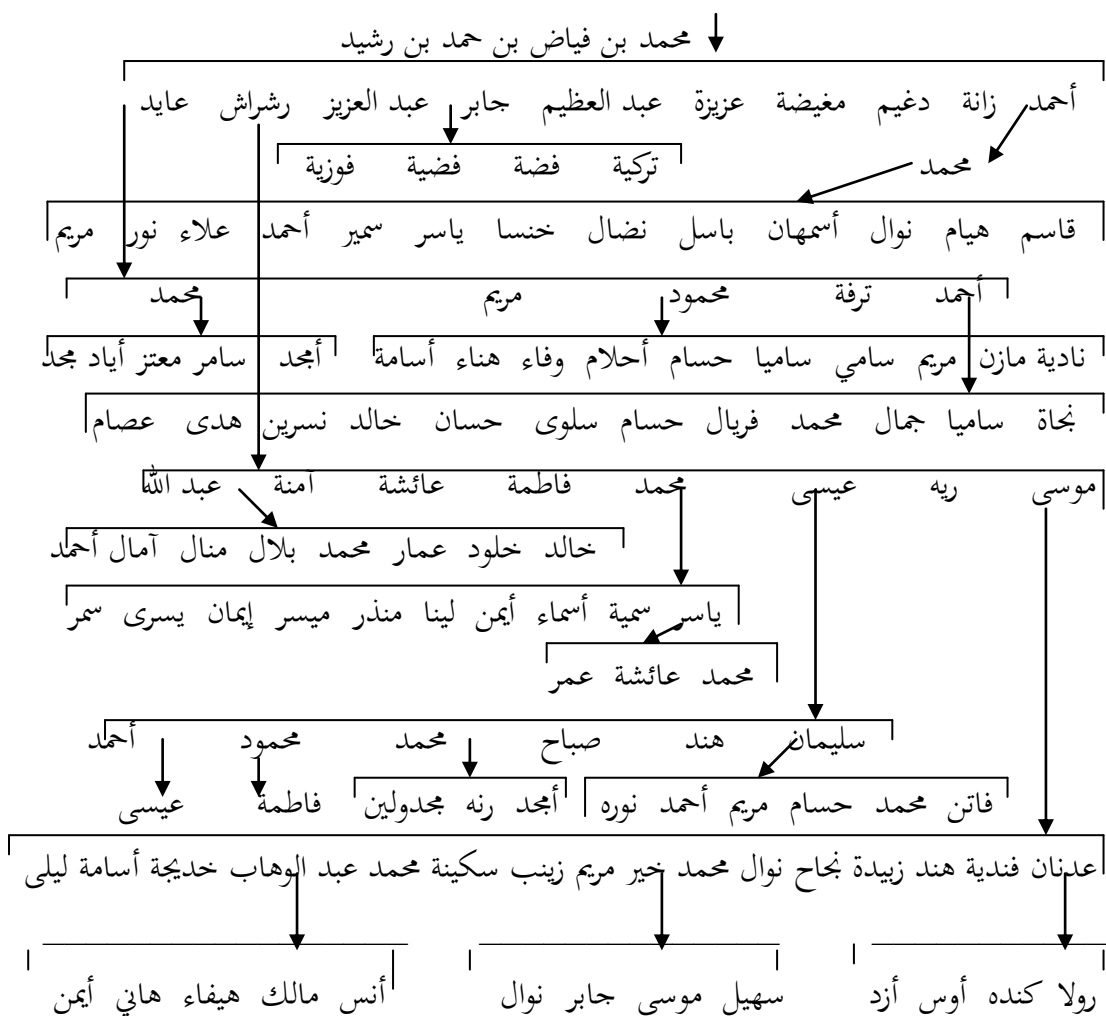 محمد بن فياض بن حمد بن رشيد
أحمد زانة دغيم مغيضة عزيزة عبد العظيم جابر عبد العزيز رشراش عايد
تركية فضة فضية فوزية
محمد
قاسم هيام نوال أسمهان باسل نضال خنسا ياسر سمير أحمد علاء نور مريم
أحمد ترفة محمود مريم محمد
نادية مازن مريم سامي ساميا حسام أحلام وفاء هناء أسامة
أمجد سامر معتز أياد مجد
نجاة ساميا جمال محمد فريال حسام سلوى حسان خالد نسرين هدى عصام
موسى ريه عيسى محمد فاطمة عائشة آمنة عبد الله
خالد خلود عمار محمد بلال منال آمال أحمد
ياسر سمية أسماء أيمن لينا منذر ميسر إيمان يسرى سمر
محمد عائشة عمر
سليمان هند صباح محمد محمود أحمد
فاتن محمد حسام مريم أحمد نوره
أمجد رنه مجدولين
فاطمة
عيسى
عدنان فندية هند زبيدة نجاح نوال محمد خير مريم زينب سكينة محمد عبد الوهاب خديجة أسامة ليلى
رولا كنده أوس أزد
سهيل موسى جابر نوال
أنس مالك هيفاء هاني أيمن